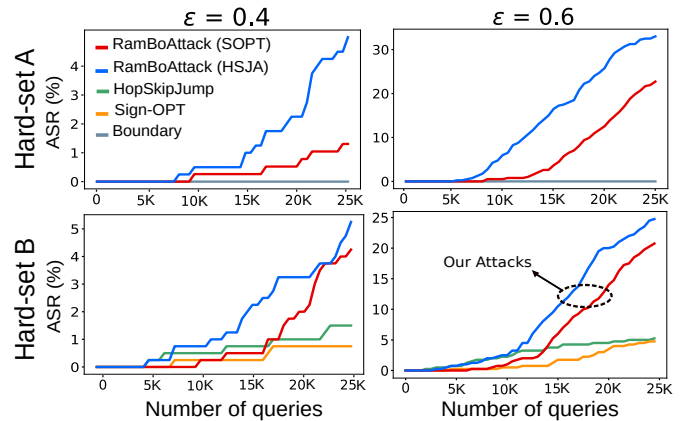 ε = 0.4
ε = 0.6
Hard-set A
ASR (%)
RamBoAttack (SOPT)
RamBoAttack (HSJA)
HopSkipJump
Sign-OPT
Boundary
4
3
2
1
0
0 5K 10K 15K 20K 25K
30
20
10
0
0 5K 10K 15K 20K 25K
Hard-set B
ASR (%)
5
4
3
2
1
0
0 5K 10K 15K 20K 25K
Number of queries
Our Attacks
25
20
15
10
5
0
0 5K 10K 15K 20K 25K
Number of queries